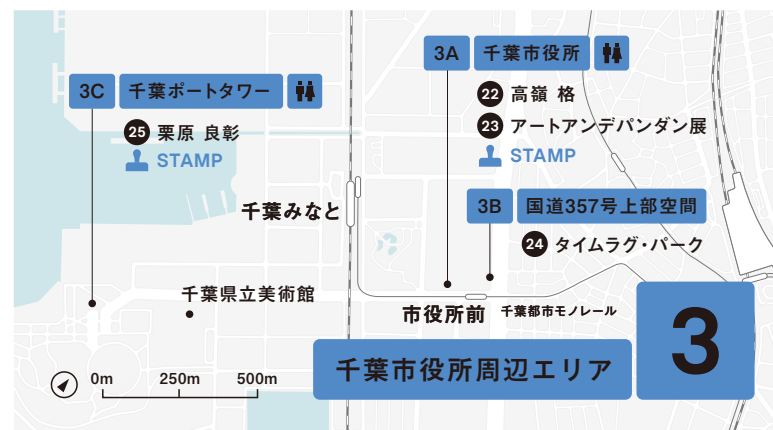 3A 千葉市役所
22 高嶺 格
23 アートアンデパンダン展
STAMP
3C 千葉ポートタワー
25 栗原 良彰
STAMP
3B 国道357号上部空間
24 タイムラグ・パーク
千葉みなと
千葉県立美術館
市役所前 千葉都市モノレール
3
千葉市役所周辺エリア
0m 250m 500m